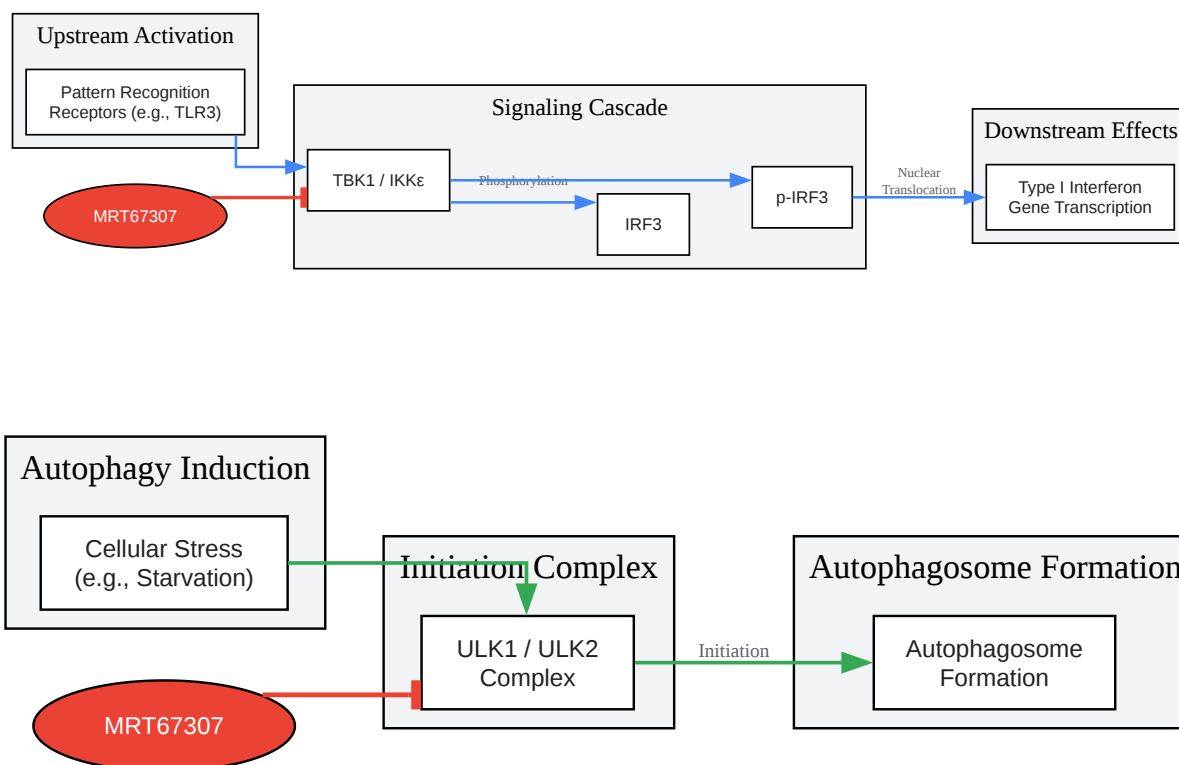 Upstream Activation
Pattern Recognition
Receptors (e.g., TLR3)
MRT67307
Signaling Cascade
TBK1 / IKKε
Phosphorylation
IRF3
p-IRF3
Nuclear
Translocation
Downstream Effects
Type I Interferon
Gene Transcription
Autophagy Induction
Cellular Stress
(e.g., Starvation)
MRT67307
Initiation Complex
ULK1 / ULK2
Complex
Initiation
Autophagosome Formation
Autophagosome
Formation